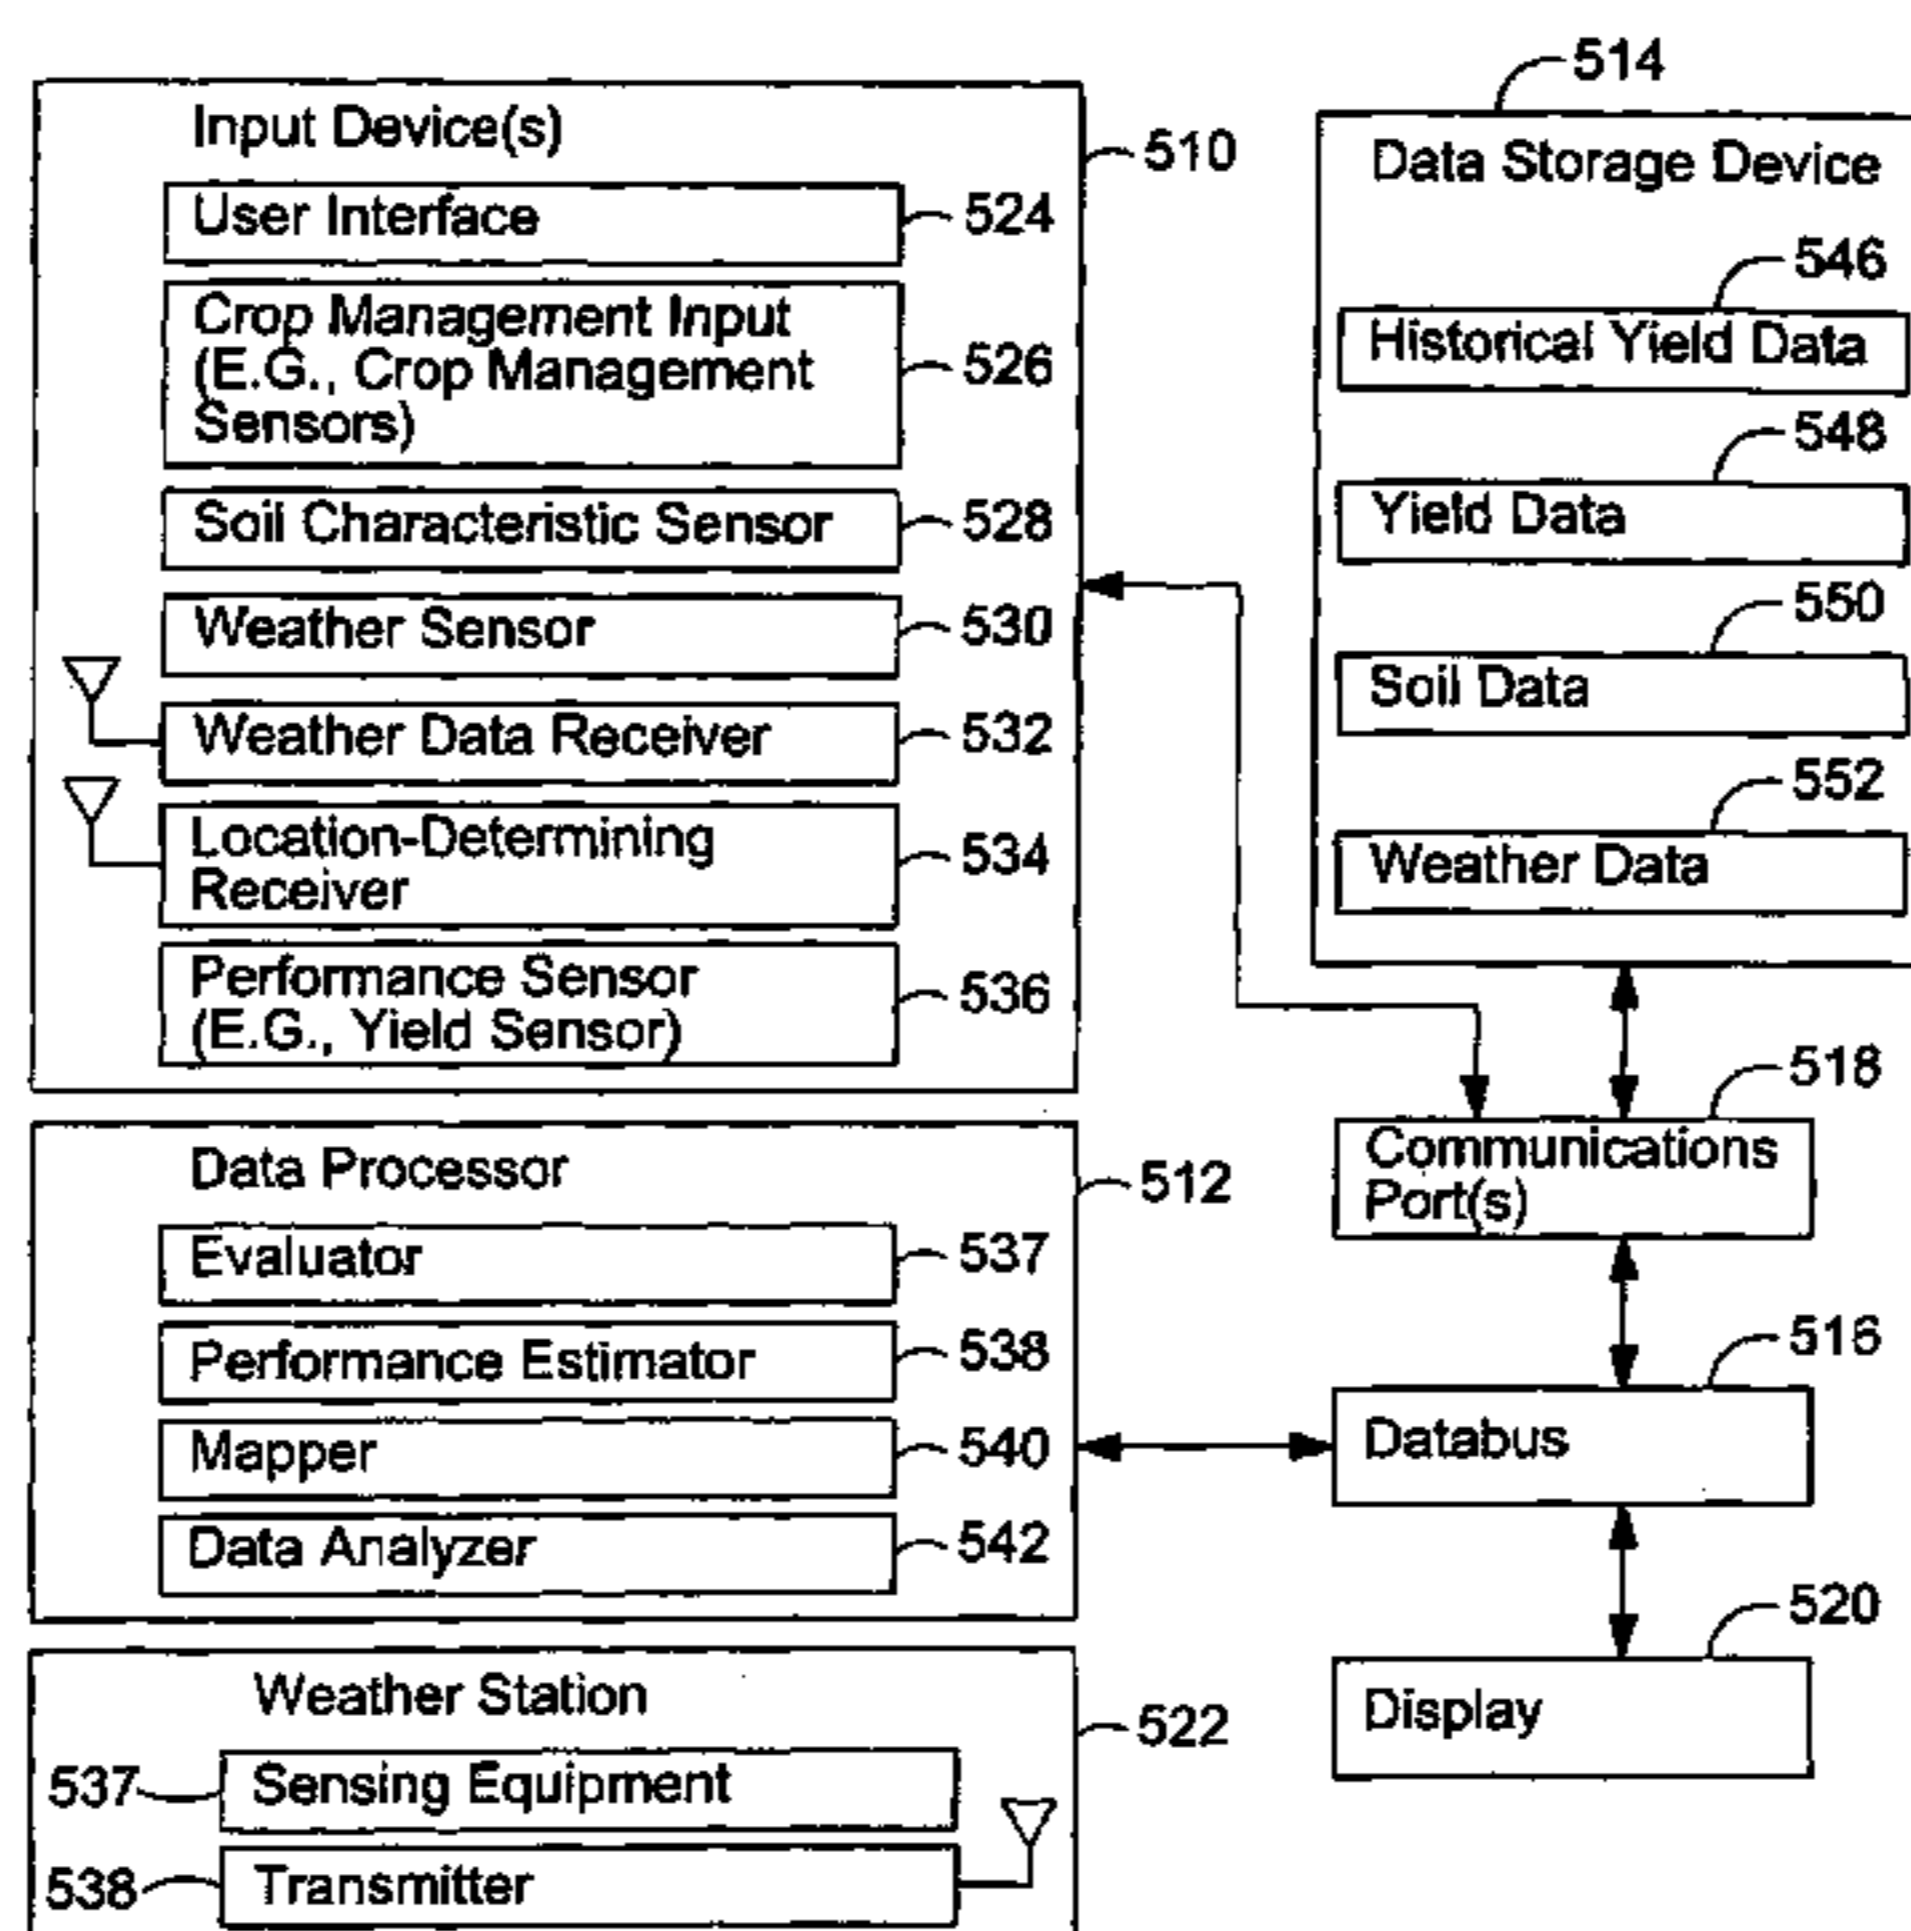 Input Device(s)
510
User Interface
524
Crop Management Input
(E.G., Crop Management
Sensors)
526
Soil Characteristic Sensor
528
Weather Sensor
530
Weather Data Receiver
532
Location-Determining
Receiver
534
Performance Sensor
(E.G., Yield Sensor)
536
Data Processor
512
Evaluator
537
Performance Estimator
538
Mapper
540
Data Analyzer
542
Weather Station
522
537
Sensing Equipment
538
Transmitter
514
Data Storage Device
546
Historical Yield Data
548
Yield Data
550
Soil Data
552
Weather Data
518
Communications
Port(s)
516
Databus
520
Display